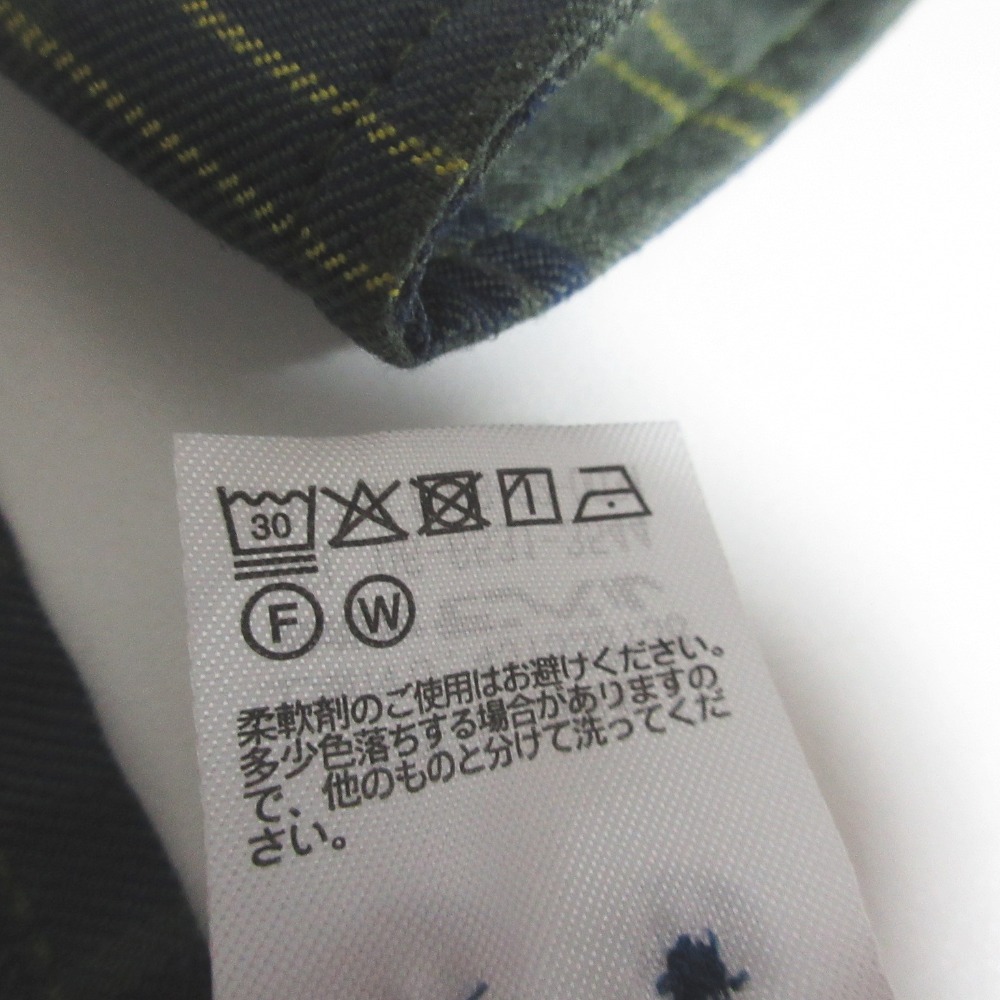 30
F W
柔軟剤のご使用はお避けください。
多少色落ちする場合がありますの
で、他のものと分けて洗ってくだ
さい。